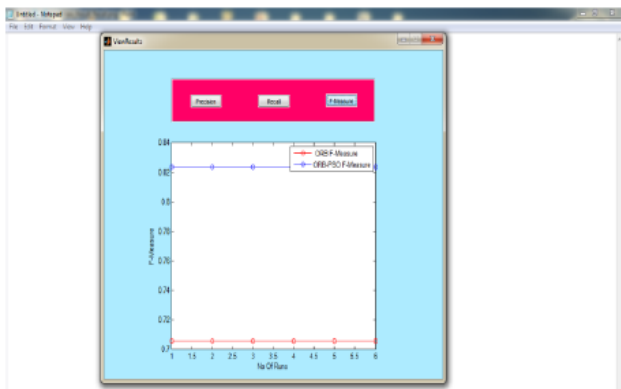 Untitled - Notepad
File Edit Format View Help
ViewResults
Precision Recall F-Measure
0.84
ORB F-Measure
ORB-PSO F-Measure
0.82
0.8
0.78
0.76
0.74
0.72
0.7
F-Measure
1 1.5 2 2.5 3 3.5 4 4.5 5 5.5 6
No Of Runs